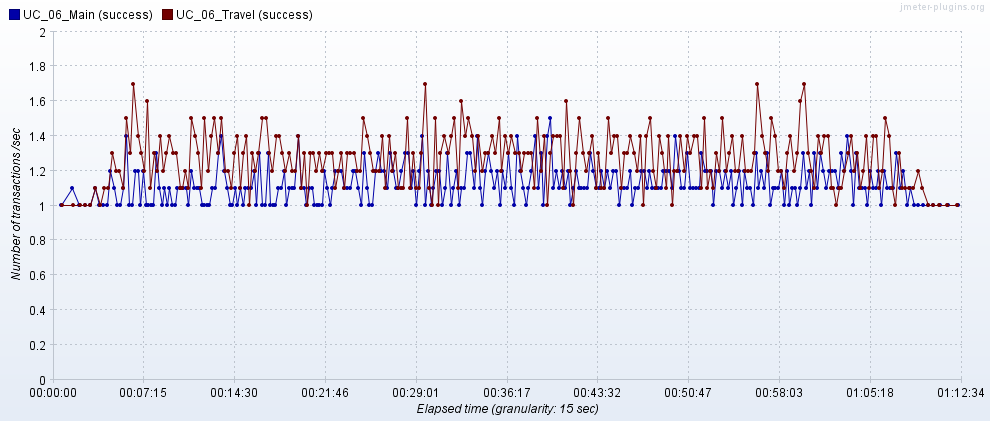 jmeter-plugins.org
UC_06_Main (success) UC_06_Travel (success)
2
1.8
1.6
1.4
1.2
1
0.8
0.6
0.4
0.2
0
Number of transactions/sec
00:00:00 00:07:15 00:14:30 00:21:46 00:29:01 00:36:17 00:43:32 00:50:47 00:58:03 01:05:18 01:12:34
Elapsed time (granularity: 15 sec)